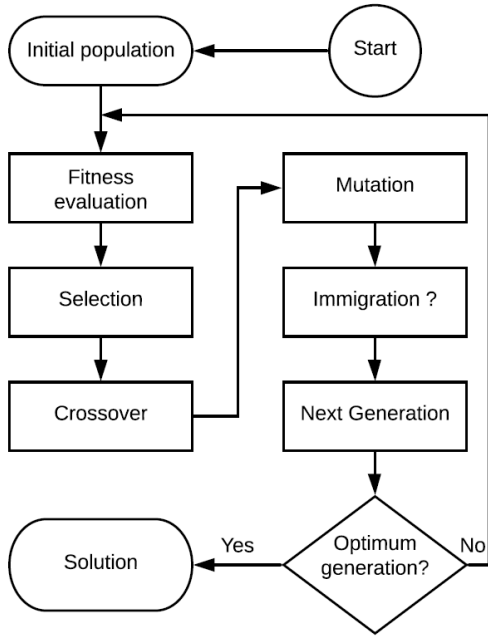 Start
Initial population
Fitness
evaluation
Selection
Crossover
Mutation
Immigration ?
Next Generation
Optimum
generation?
Yes
No
Solution